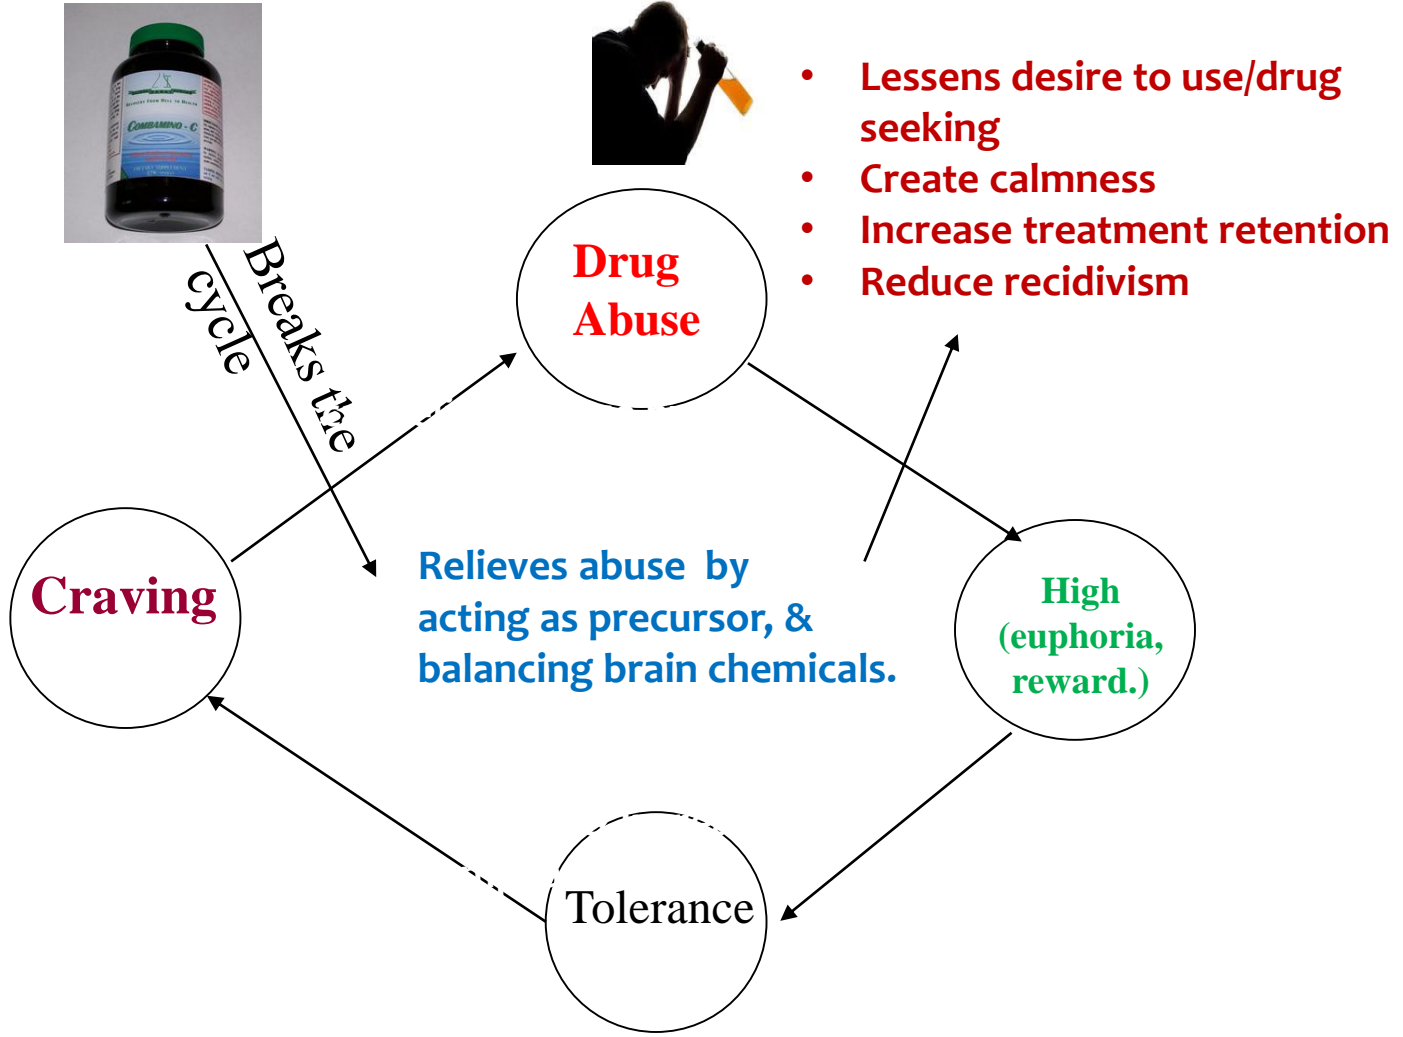 COMBAMINO - C
• Lessens desire to use/drug
seeking
• Create calmness
• Increase treatment retention
• Reduce recidivism
Breaks the
cycle
Drug
Abuse
Craving
Relieves abuse  by
acting as precursor, &
balancing brain chemicals.
High
(euphoria,
reward.)
Tolerance